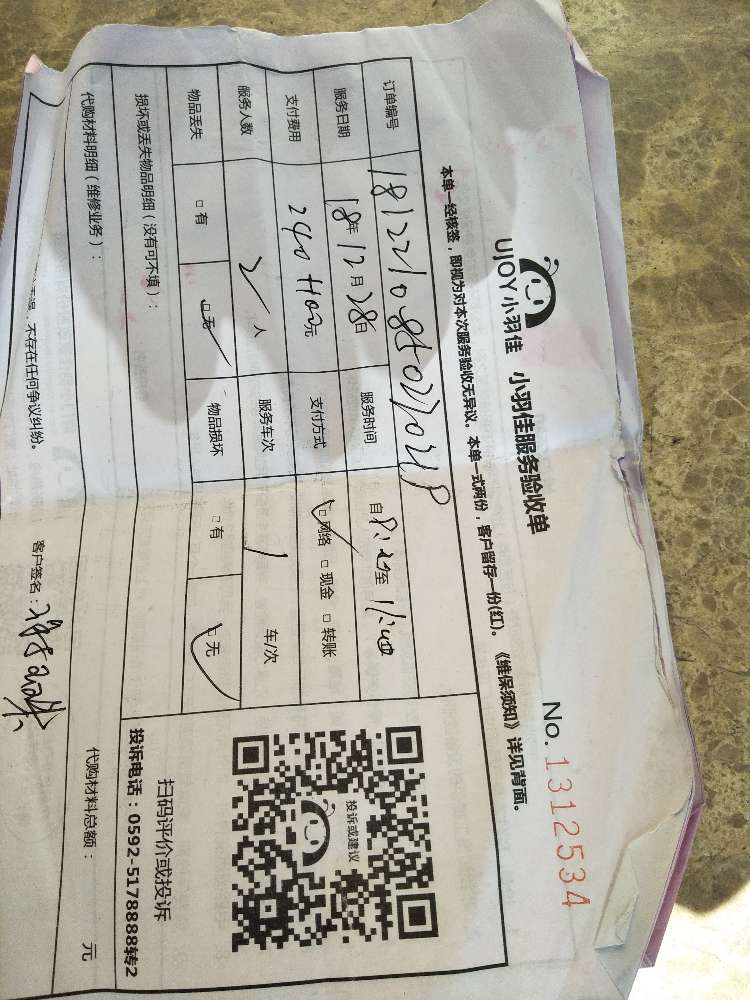 UJOY小羽佳 小羽佳服务验收单
No. 1312534
本单一经核签，即视为对本次服务验收无异议。本单一式两份，客户留存一份(红)。《维保须知》详见背面。
订单编号
服务日期 18年12月28日 服务时间 自 至
支付费用 240 元 支付方式 ☑网络 □现金 □转账
服务人数 2人 服务车次 1 车/次
物品丢失 □有 ☑无 物品损坏 □有 ☑无
损坏或丢失物品明细（没有可不填）：
投诉或建议
扫码评价或投诉
投诉电话：0592-5178888转2
代购材料明细（维修业务）：
代购材料总额： 元
不存在任何争议纠纷。
客户签名：